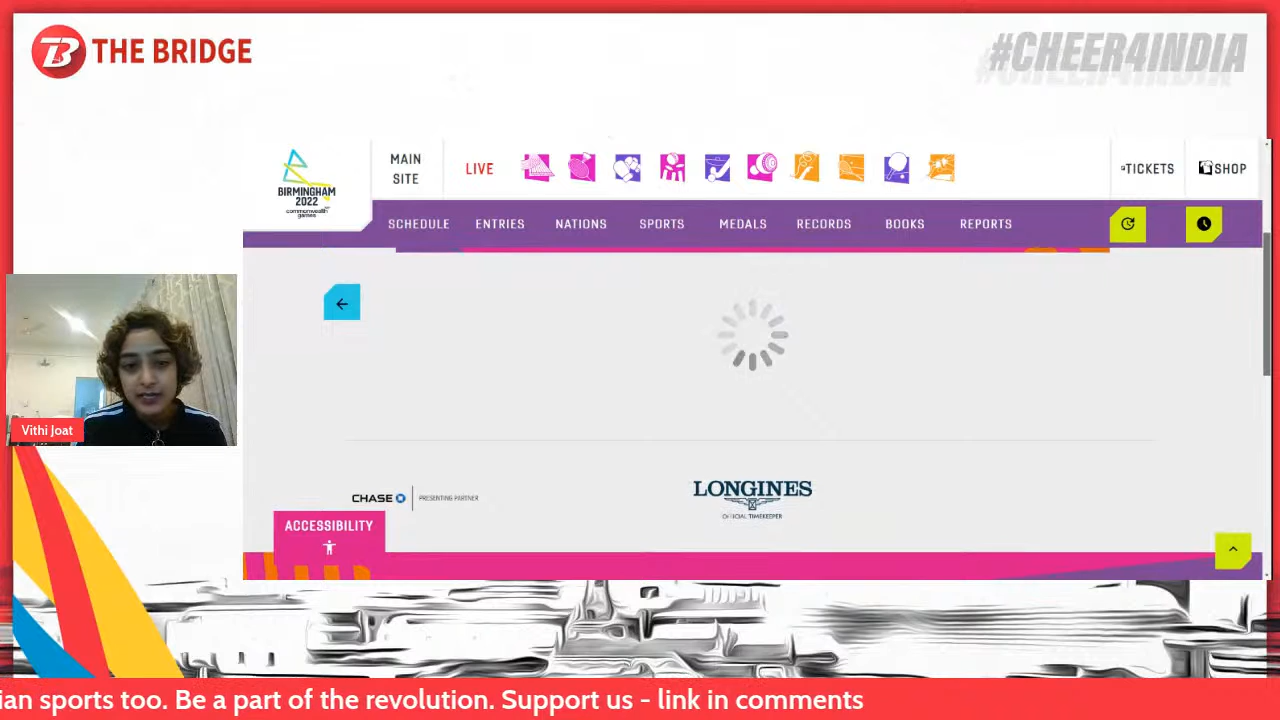 THE BRIDGE
#CHEER4INDIA
BIRMINGHAM
2022
commonwealth
games
MAIN
SITE
LIVE
TICKETS
SHOP
SCHEDULE
ENTRIES
NATIONS
SPORTS
MEDALS
RECORDS
BOOKS
REPORTS
Vithi Joat
CHASE
PRESENTING PARTNER
LONGINES
OFFICIAL TIMEKEEPER
ACCESSIBILITY
ian sports too. Be a part of the revolution. Support us - link in comments